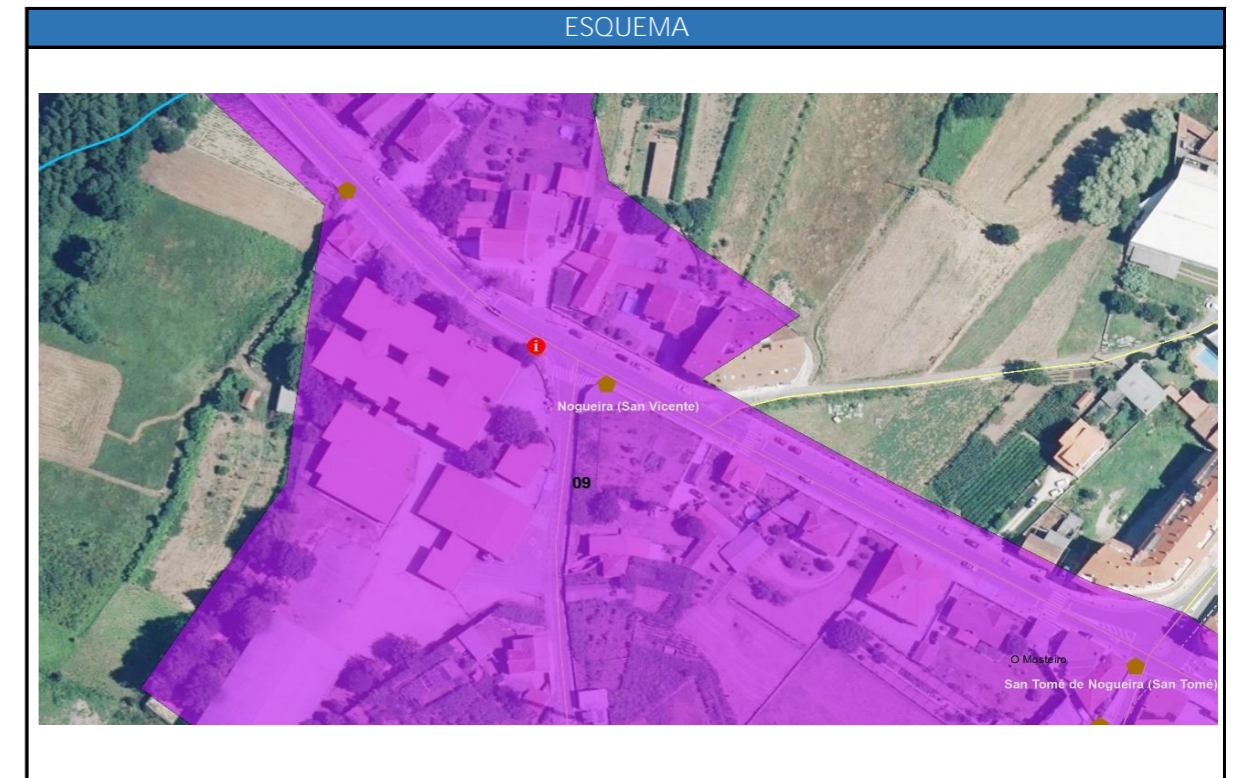 ESQUEMA
i
Nogueira (San Vicente)
09
O Mosteiro
San Tomé de Nogueira (San Tomé)